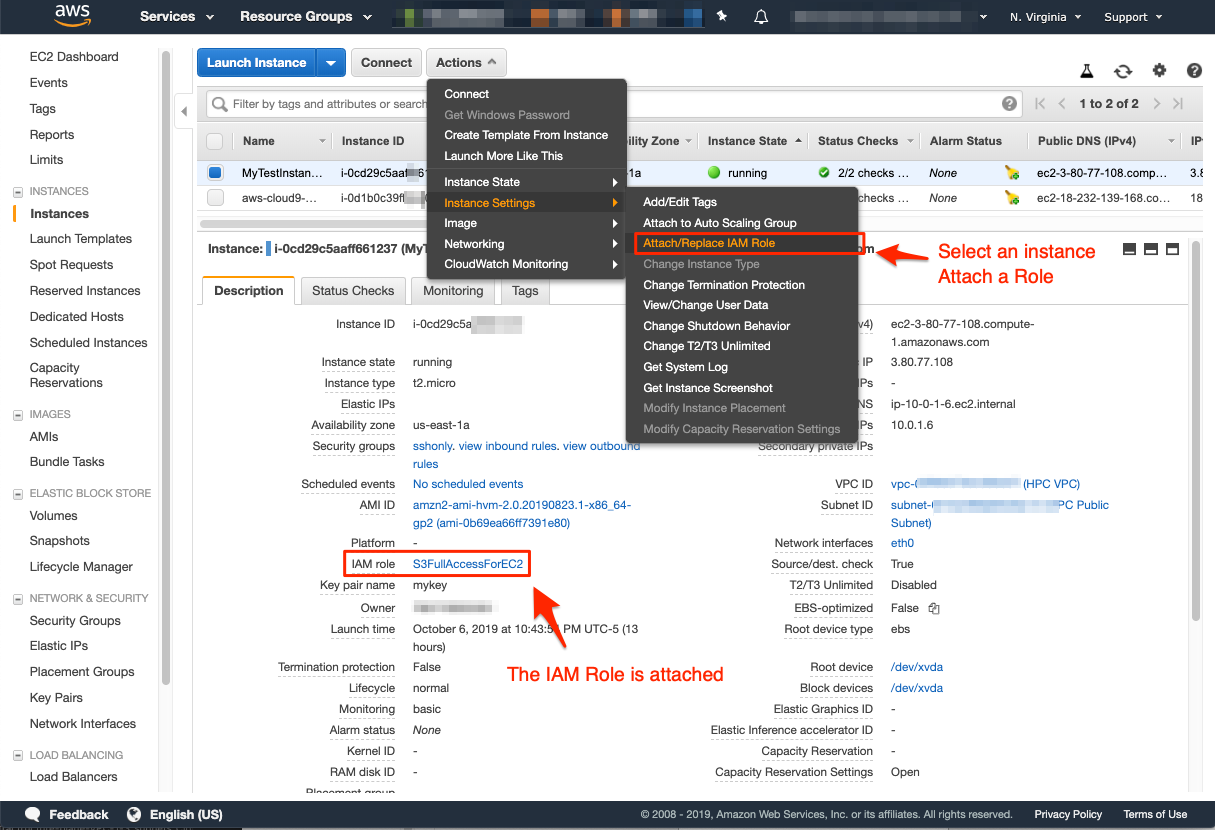 aws
Services
Resource Groups
N. Virginia
Support
EC2 Dashboard
Events
Tags
Reports
Limits
INSTANCES
Instances
Launch Templates
Spot Requests
Reserved Instances
Dedicated Hosts
Scheduled Instances
Capacity
Reservations
IMAGES
AMIs
Bundle Tasks
ELASTIC BLOCK STORE
Volumes
Snapshots
Lifecycle Manager
NETWORK & SECURITY
Security Groups
Elastic IPs
Placement Groups
Key Pairs
Network Interfaces
LOAD BALANCING
Load Balancers
Launch Instance
Connect
Actions
Filter by tags and attributes or search
1 to 2 of 2
Name Instance ID ility Zone Instance State Status Checks Alarm Status Public DNS (IPv4) IP
MyTestInstan... i-0cd29c5aaf 1a running 2/2 checks ... None ec2-3-80-77-108.comp... 3.8
aws-cloud9-... i-0d1b0c39f checks ... None ec2-18-232-139-168.co... 18
Connect
Get Windows Password
Create Template From Instance
Launch More Like This
Instance State
Instance Settings
Image
Networking
CloudWatch Monitoring
Add/Edit Tags
Attach to Auto Scaling Group
Attach/Replace IAM Role
Change Instance Type
Change Termination Protection
View/Change User Data
Change Shutdown Behavior
Change T2/T3 Unlimited
Get System Log
Get Instance Screenshot
Modify Instance Placement
Modify Capacity Reservation Settings
Select an instance
Attach a Role
Instance: i-0cd29c5aaff661237 (MyT om
Description
Status Checks
Monitoring
Tags
Instance ID i-0cd29c5a
Instance state running
Instance type t2.micro
Elastic IPs
Availability zone us-east-1a
Security groups sshonly. view inbound rules. view outbound
rules
Scheduled events No scheduled events
AMI ID amzn2-ami-hvm-2.0.20190823.1-x86_64-
gp2 (ami-0b69ea66ff7391e80)
Platform -
IAM role S3FullAccessForEC2
Key pair name mykey
Owner
Launch time October 6, 2019 at 10:43:5 PM UTC-5 (13
hours)
The IAM Role is attached
Termination protection False
Lifecycle normal
Monitoring basic
Alarm status None
Kernel ID -
RAM disk ID -
Placement group
v4) ec2-3-80-77-108.compute-
1.amazonaws.com
IP 3.80.77.108
IPs -
NS ip-10-0-1-6.ec2.internal
IPs 10.0.1.6
Secondary private IPs
VPC ID vpc- (HPC VPC)
Subnet ID subnet- PC Public
Subnet)
Network interfaces eth0
Source/dest. check True
T2/T3 Unlimited Disabled
EBS-optimized False
Root device type ebs
Root device /dev/xvda
Block devices /dev/xvda
Elastic Graphics ID -
Elastic Inference accelerator ID -
Capacity Reservation -
Capacity Reservation Settings Open
Feedback
English (US)
© 2008 - 2019, Amazon Web Services, Inc. or its affiliates. All rights reserved.
Privacy Policy
Terms of Use